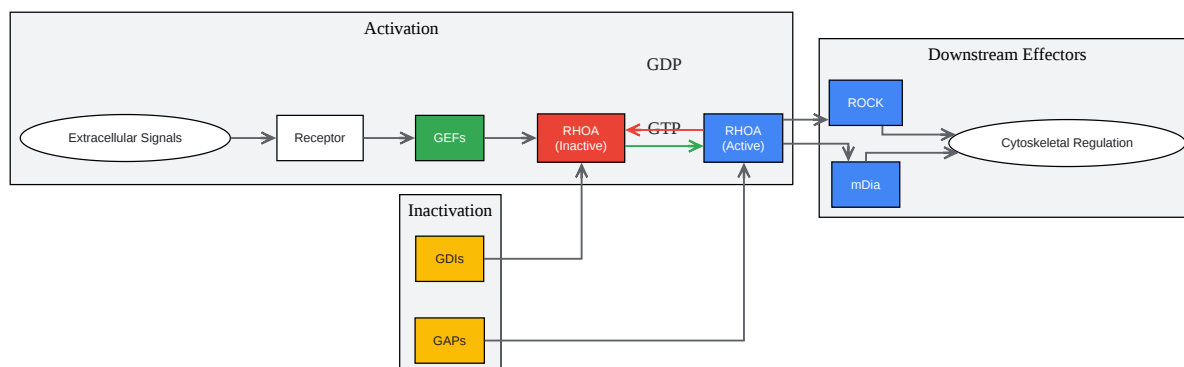 Activation
GDP
Downstream Effectors
ROCK
Extracellular Signals
Receptor
GEFs
RHOA
(Inactive)
GTP
RHOA
(Active)
Cytoskeletal Regulation
mDia
Inactivation
GDIs
GAPs